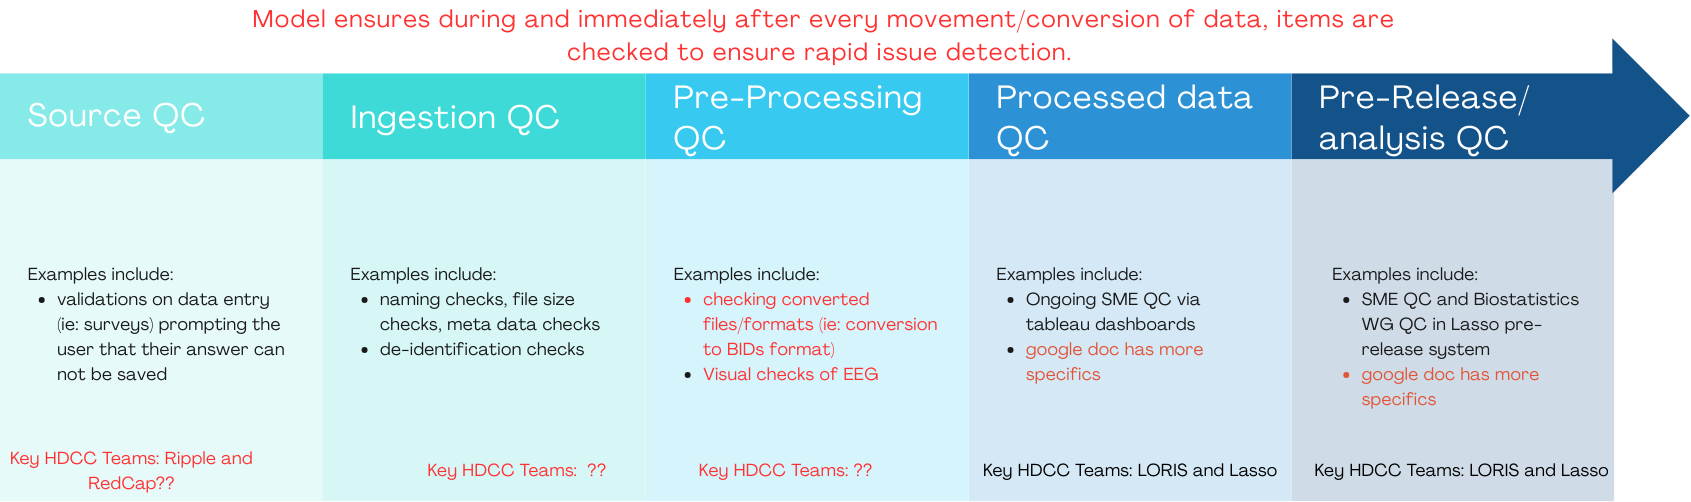 Model ensures during and immediately after every movement/conversion of data, items are
checked to ensure rapid issue detection.
Source QC
Ingestion QC
Pre-Processing
QC
Processed data
QC
Pre-Release/
analysis QC
Examples include:
• validations on data entry
(ie: surveys) prompting the
user that their answer can
not be saved
Key HDCC Teams: Ripple and
RedCap??
Examples include:
• naming checks, file size
checks, meta data checks
• de-identification checks
Key HDCC Teams: ??
Examples include:
• checking converted
files/formats (ie: conversion
to BIDs format)
• Visual checks of EEG
Key HDCC Teams: ??
Examples include:
• Ongoing SME QC via
tableau dashboards
• google doc has more
specifics
Key HDCC Teams: LORIS and Lasso
Examples include:
• SME QC and Biostatistics
WG QC in Lasso pre-
release system
• google doc has more
specifics
Key HDCC Teams: LORIS and Lasso